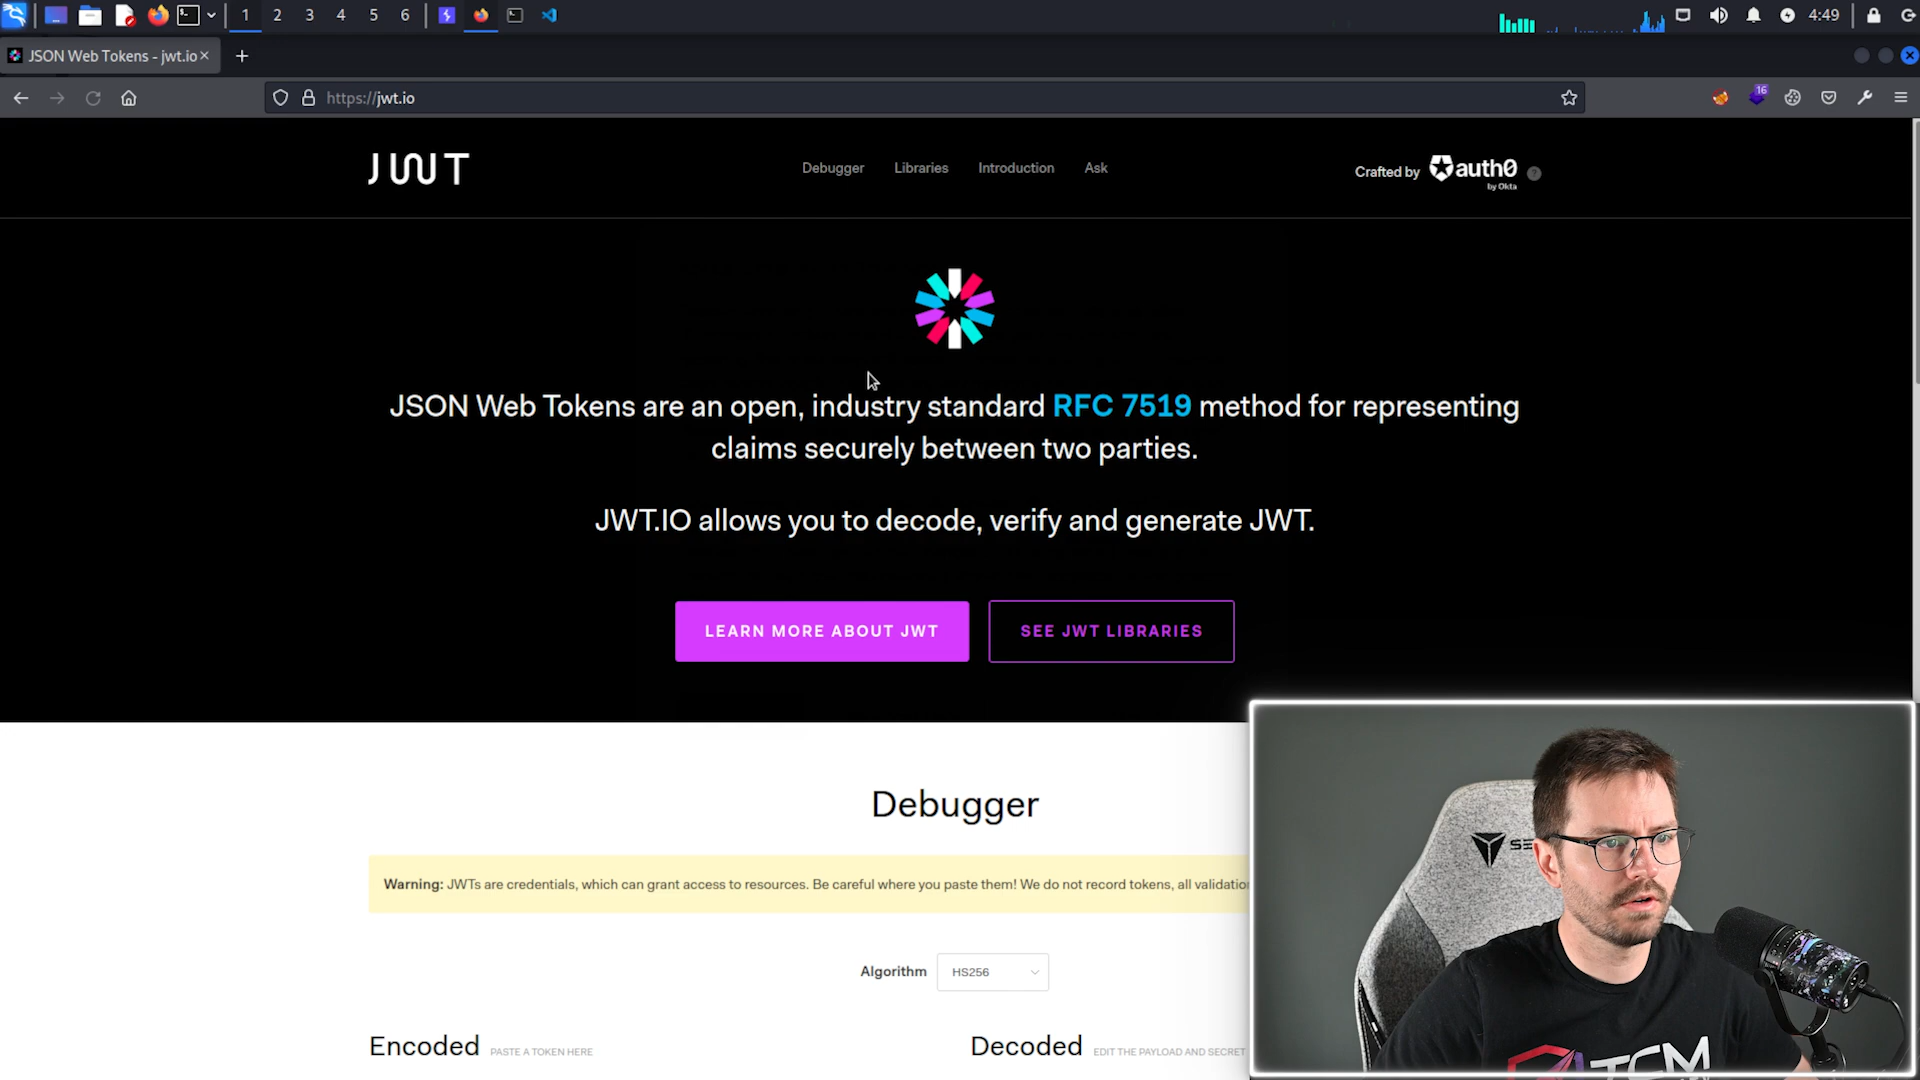 1 2 3 4 5 6
4:49
JSON Web Tokens - jwt.io
https://jwt.io
16
JWT
Debugger Libraries Introduction Ask
Crafted by auth0
by Okta
JSON Web Tokens are an open, industry standard RFC 7519 method for representing
claims securely between two parties.
JWT.IO allows you to decode, verify and generate JWT.
LEARN MORE ABOUT JWT
SEE JWT LIBRARIES
Debugger
Warning: JWTs are credentials, which can grant access to resources. Be careful where you paste them! We do not record tokens, all validation
Algorithm HS256
Encoded PASTE A TOKEN HERE
Decoded EDIT THE PAYLOAD AND SECRET
TCM